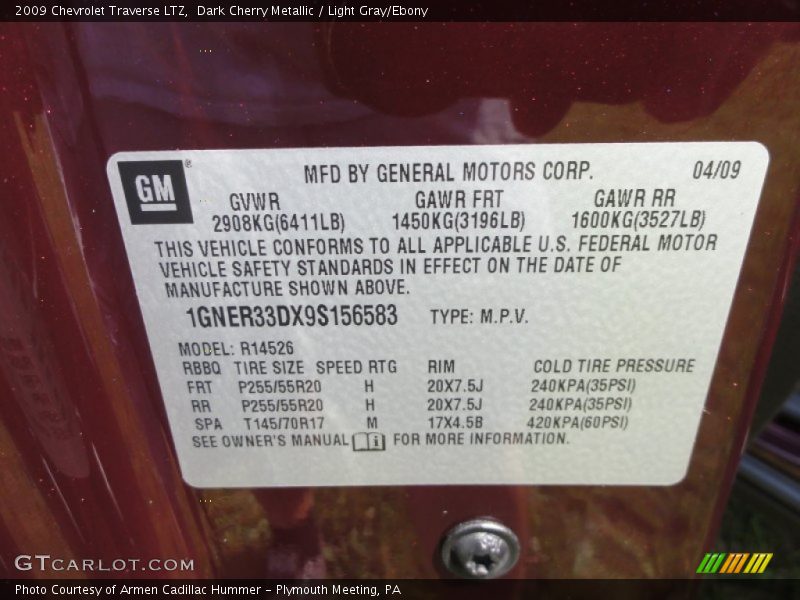 2009 Chevrolet Traverse LTZ, Dark Cherry Metallic / Light Gray/Ebony
GM®
MFD BY GENERAL MOTORS CORP. 04/09
GVWR GAWR FRT GAWR RR
2908KG(6411LB) 1450KG(3196LB) 1600KG(3527LB)
THIS VEHICLE CONFORMS TO ALL APPLICABLE U.S. FEDERAL MOTOR
VEHICLE SAFETY STANDARDS IN EFFECT ON THE DATE OF
MANUFACTURE SHOWN ABOVE.
1GNER33DX9S156583 TYPE: M.P.V.
MODEL: R14526
RBBQ TIRE SIZE SPEED RTG RIM COLD TIRE PRESSURE
FRT P255/55R20 H 20X7.5J 240KPA(35PSI)
RR P255/55R20 H 20X7.5J 240KPA(35PSI)
SPA T145/70R17 M 17X4.5B 420KPA(60PSI)
SEE OWNER'S MANUAL i FOR MORE INFORMATION.
GTCARLOT.COM
Photo Courtesy of Armen Cadillac Hummer - Plymouth Meeting, PA